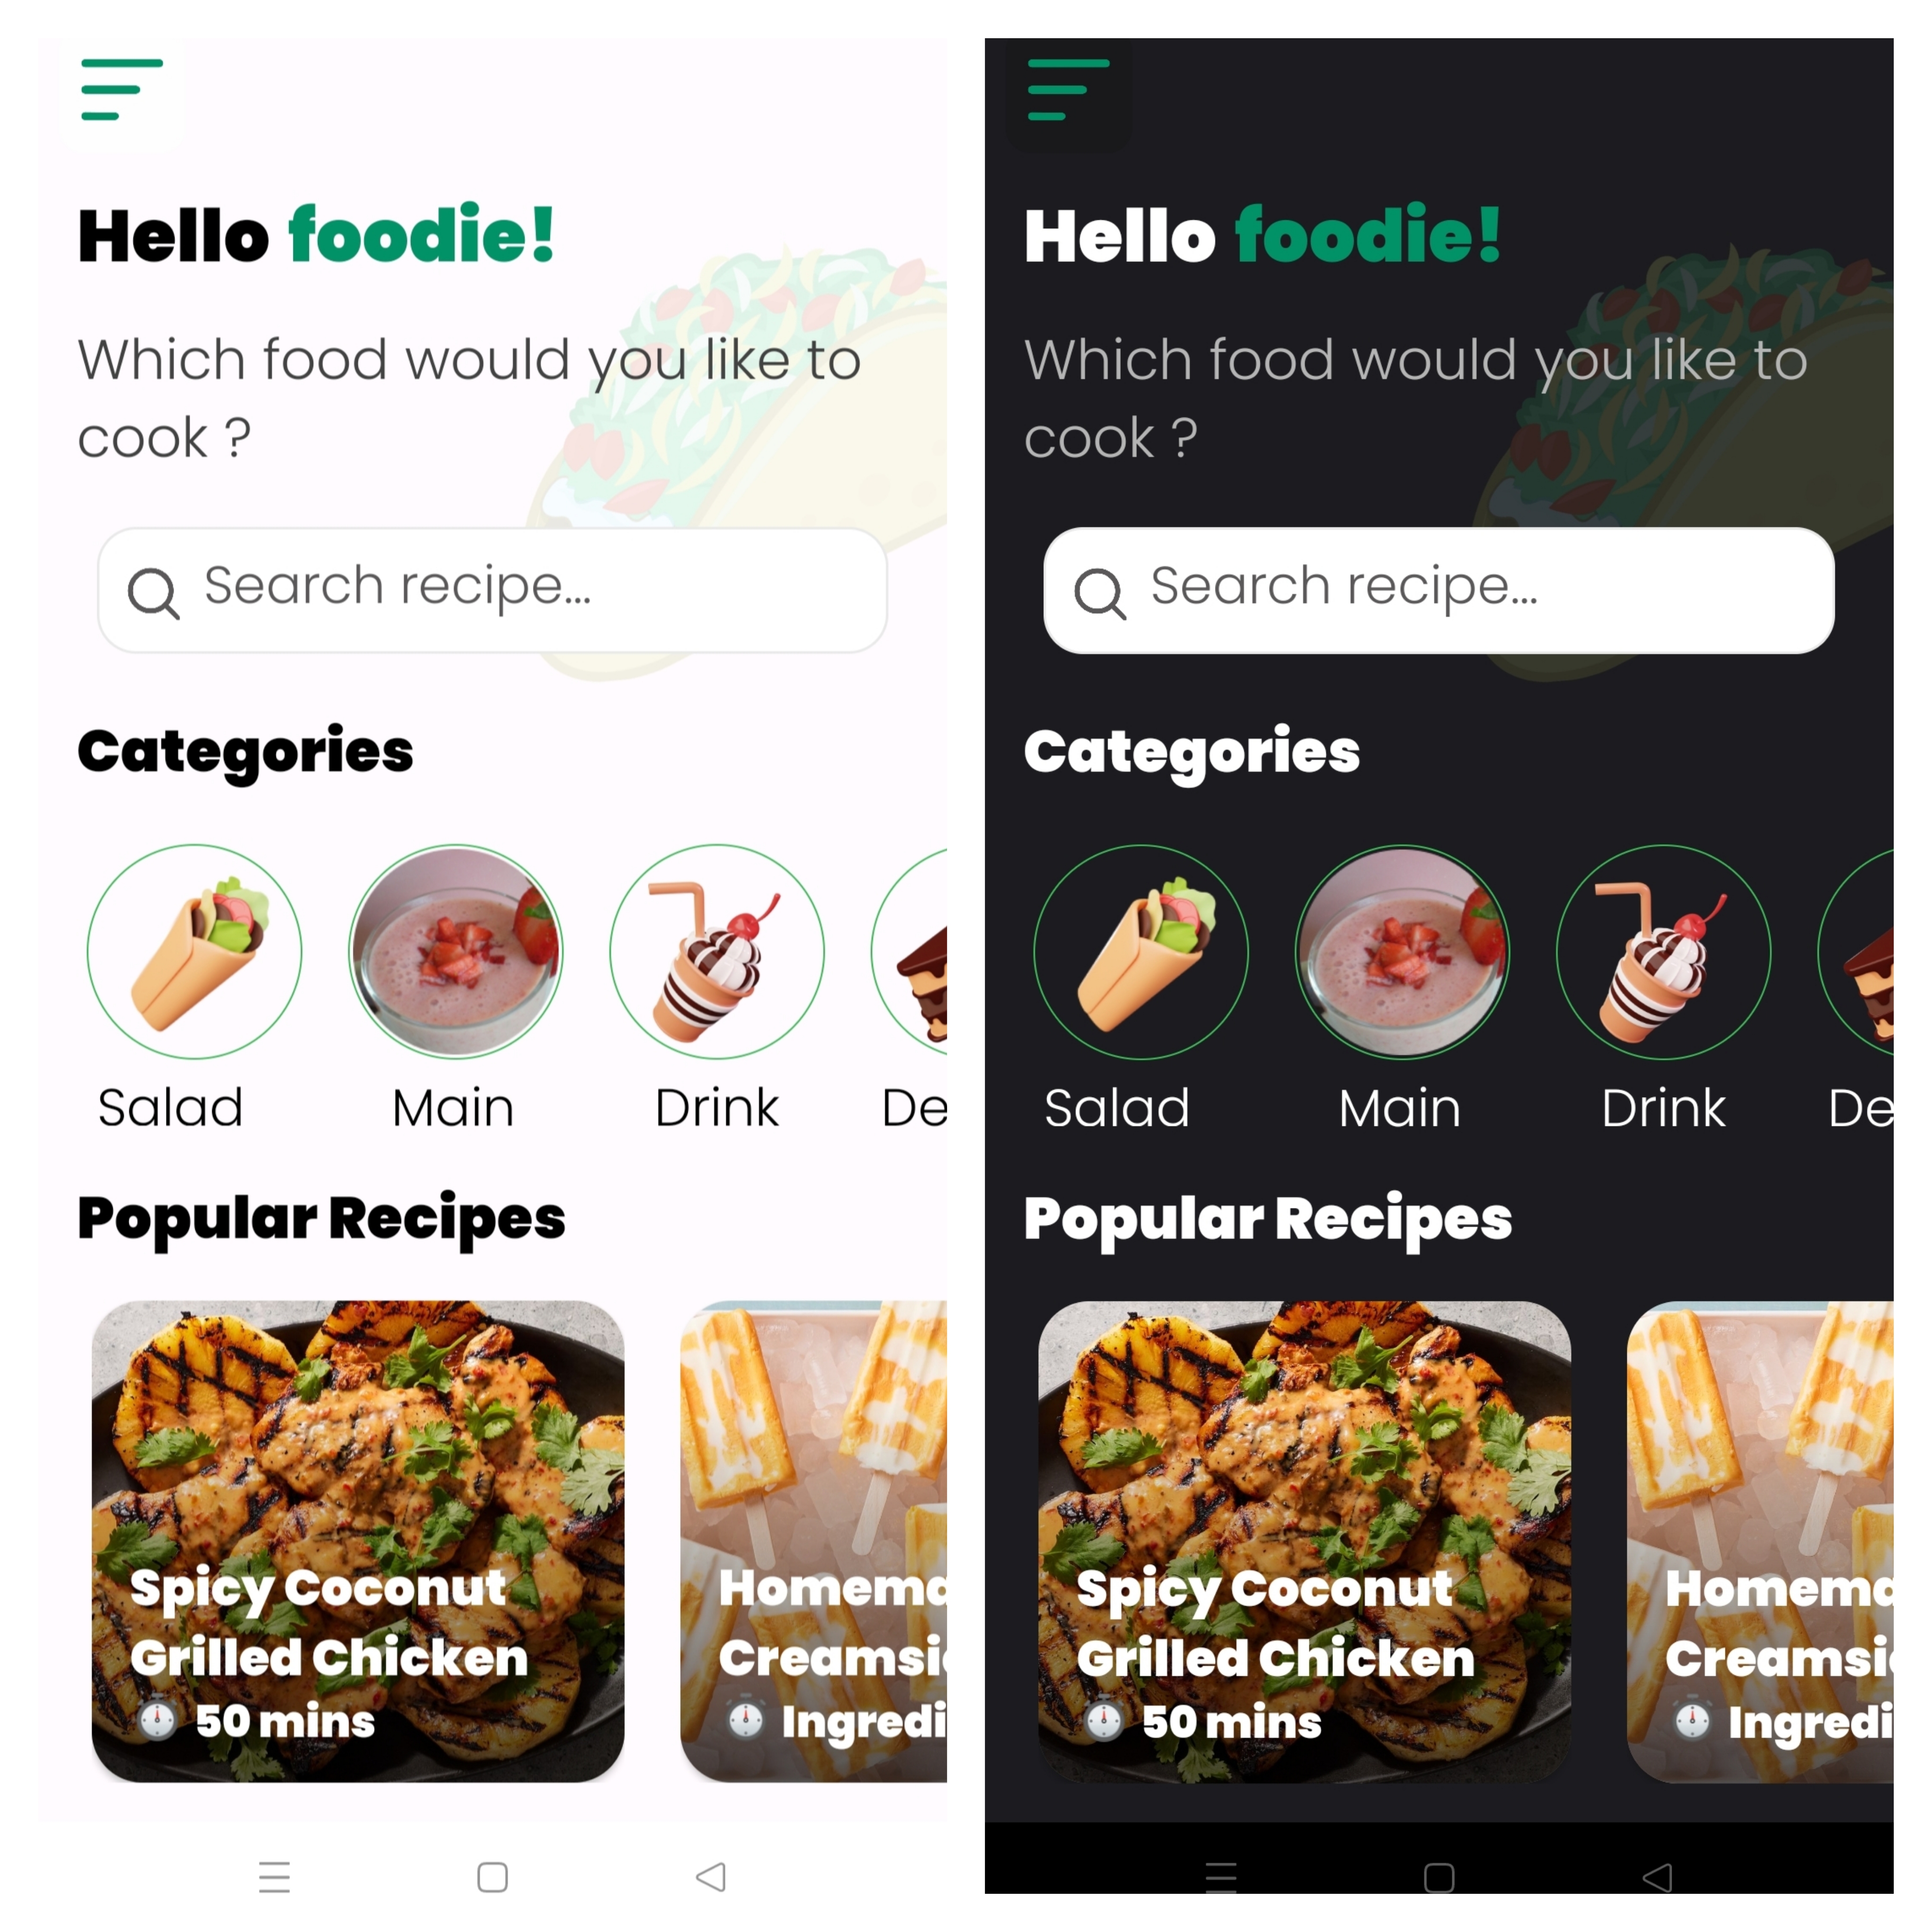 Hello foodie!
Which food would you like to
cook ?
Search recipe...
Categories
Salad Main Drink De
Popular Recipes
Spicy Coconut
Grilled Chicken
50 mins
Homema
Creamsic
Ingredi
Hello foodie!
Which food would you like to
cook ?
Search recipe...
Categories
Salad Main Drink De
Popular Recipes
Spicy Coconut
Grilled Chicken
50 mins
Homema
Creamsic
Ingredi